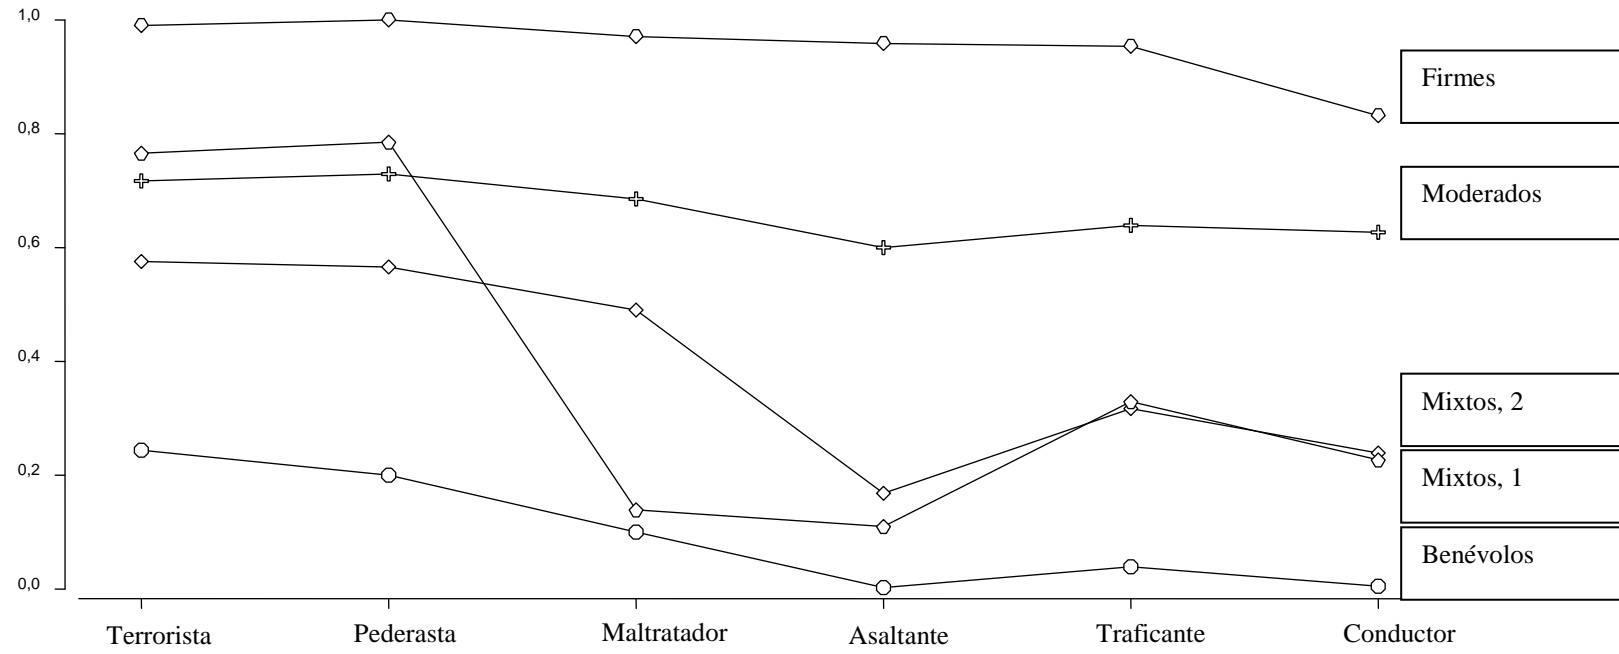 1,0
0,8
0,6
0,4
0,2
0,0
Firmes
Moderados
Mixtos, 2
Mixtos, 1
Benévolos
Terrorista Pederasta Maltratador Asaltante Traficante Conductor